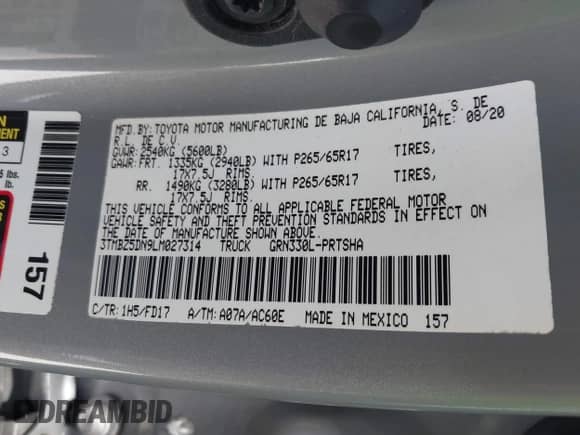 MFD.BY: TOYOTA MOTOR MANUFACTURING DE BAJA CALIFORNIA, S. DE
R.L. DE C.V. DATE: 08/20
GVWR: 2540KG (5600LB)
GAWR: FRT. 1335KG (2940LB) WITH P265/65R17 TIRES,
17X7.5J RIMS.
RR. 1490KG (3280LB) WITH P265/65R17 TIRES,
17X7.5J RIMS.
THIS VEHICLE CONFORMS TO ALL APPLICABLE FEDERAL MOTOR
VEHICLE SAFETY AND THEFT PREVENTION STANDARDS IN EFFECT ON
THE DATE OF MANUFACTURE SHOWN ABOVE.
3TMBZ5DN9LM027314 TRUCK GRN330L-PRTSHA
C/TR: 1H5/FD17 A/TM: A07A/AC60E MADE IN MEXICO 157
157
3
lbs.
lb.
DREAMBID